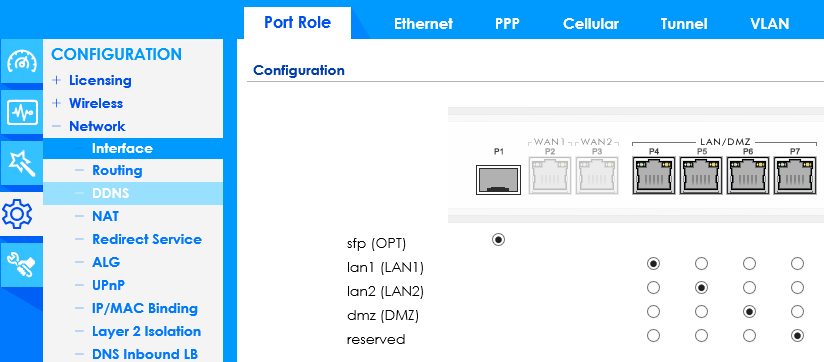 Port Role Ethernet PPP Cellular Tunnel VLAN
CONFIGURATION
Licensing
Wireless
Network
Interface
Routing
DDNS
NAT
Redirect Service
ALG
UPnP
IP/MAC Binding
Layer 2 Isolation
DNS Inbound LB
Configuration
WAN1 WAN2 LAN/DMZ
P1 P2 P3 P4 P5 P6 P7
sfp (OPT)
lan1 (LAN1)
lan2 (LAN2)
dmz (DMZ)
reserved